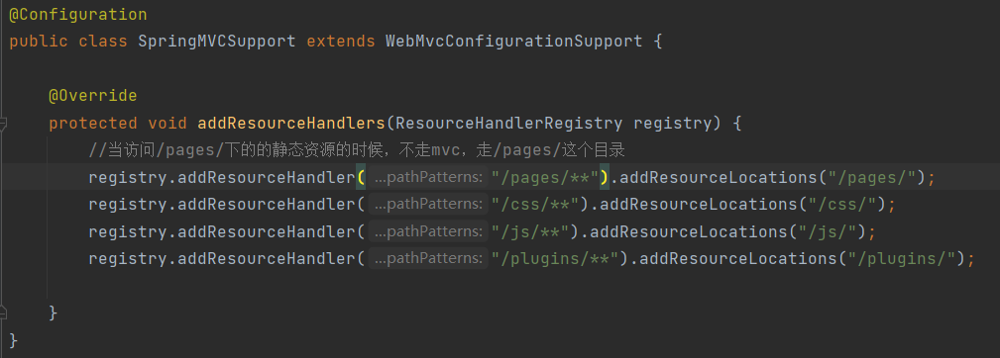 @Configuration
public class SpringMVCSupport extends WebMvcConfigurationSupport {
@Override
protected void addResourceHandlers(ResourceHandlerRegistry registry) {
//当访问/pages/下的的静态资源的时候，不走mvc，走/pages/这个目录
registry.addResourceHandler( ...pathPatterns: "/pages/**").addResourceLocations("/pages/");
registry.addResourceHandler( ...pathPatterns: "/css/**").addResourceLocations("/css/");
registry.addResourceHandler( ...pathPatterns: "/js/**").addResourceLocations("/js/");
registry.addResourceHandler( ...pathPatterns: "/plugins/**").addResourceLocations("/plugins/");
}
}